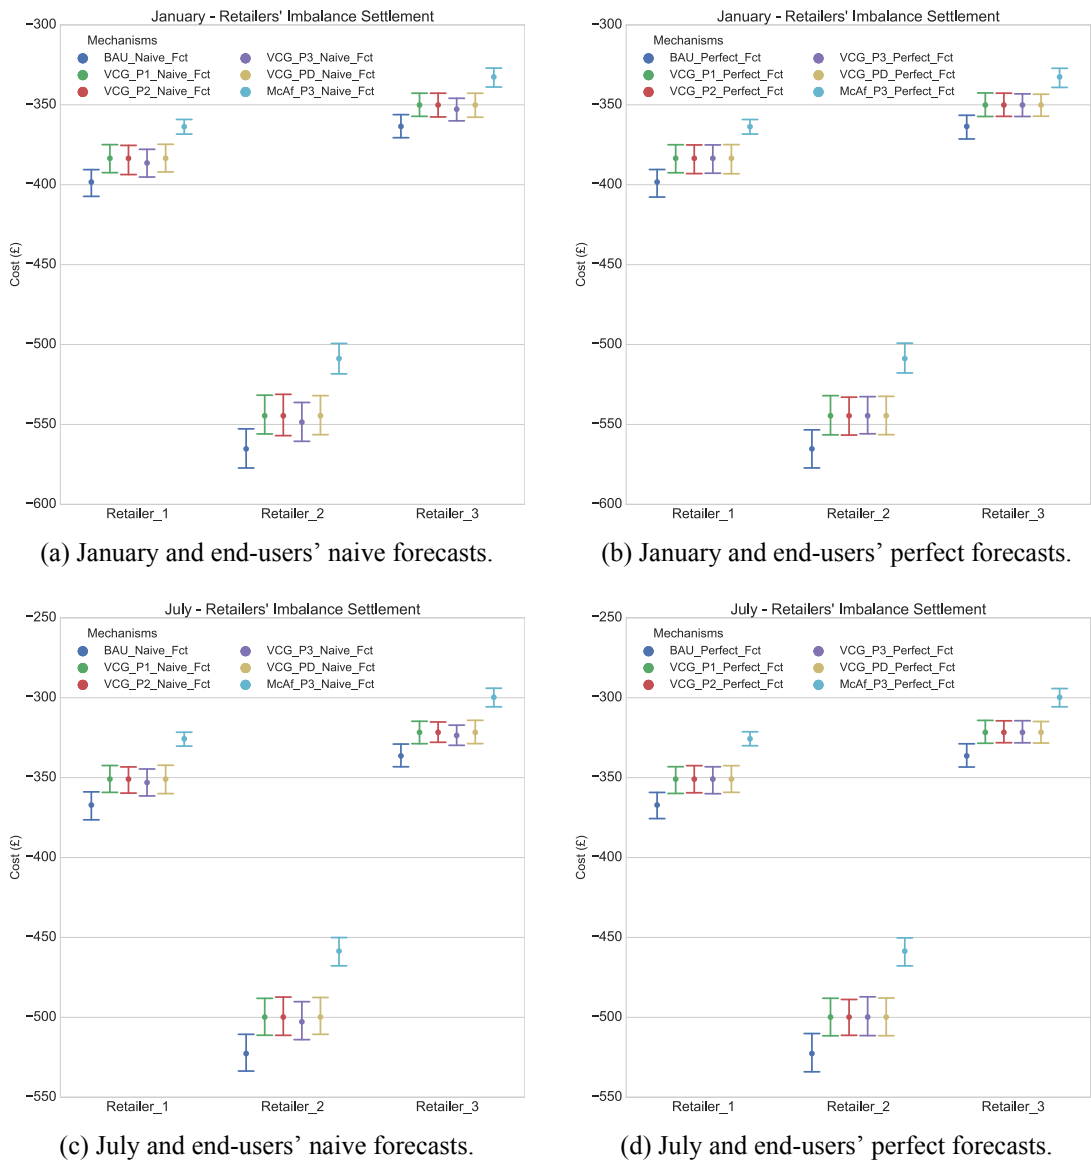 January - Retailers' Imbalance Settlement
Mechanisms
BAU_Naive_Fct
VCG_P1_Naive_Fct
VCG_P2_Naive_Fct
VCG_P3_Naive_Fct
VCG_PD_Naive_Fct
McAf_P3_Naive_Fct
Cost (£)
−300
−350
−400
−450
−500
−550
−600
Retailer_1 Retailer_2 Retailer_3
(a) January and end-users’ naive forecasts.
January - Retailers' Imbalance Settlement
Mechanisms
BAU_Perfect_Fct
VCG_P1_Perfect_Fct
VCG_P2_Perfect_Fct
VCG_P3_Perfect_Fct
VCG_PD_Perfect_Fct
McAf_P3_Perfect_Fct
Cost (£)
−300
−350
−400
−450
−500
−550
−600
Retailer_1 Retailer_2 Retailer_3
(b) January and end-users’ perfect forecasts.
July - Retailers' Imbalance Settlement
Mechanisms
BAU_Naive_Fct
VCG_P1_Naive_Fct
VCG_P2_Naive_Fct
VCG_P3_Naive_Fct
VCG_PD_Naive_Fct
McAf_P3_Naive_Fct
Cost (£)
−250
−300
−350
−400
−450
−500
−550
Retailer_1 Retailer_2 Retailer_3
(c) July and end-users’ naive forecasts.
July - Retailers' Imbalance Settlement
Mechanisms
BAU_Perfect_Fct
VCG_P1_Perfect_Fct
VCG_P2_Perfect_Fct
VCG_P3_Perfect_Fct
VCG_PD_Perfect_Fct
McAf_P3_Perfect_Fct
Cost (£)
−250
−300
−350
−400
−450
−500
−550
Retailer_1 Retailer_2 Retailer_3
(d) July and end-users’ perfect forecasts.